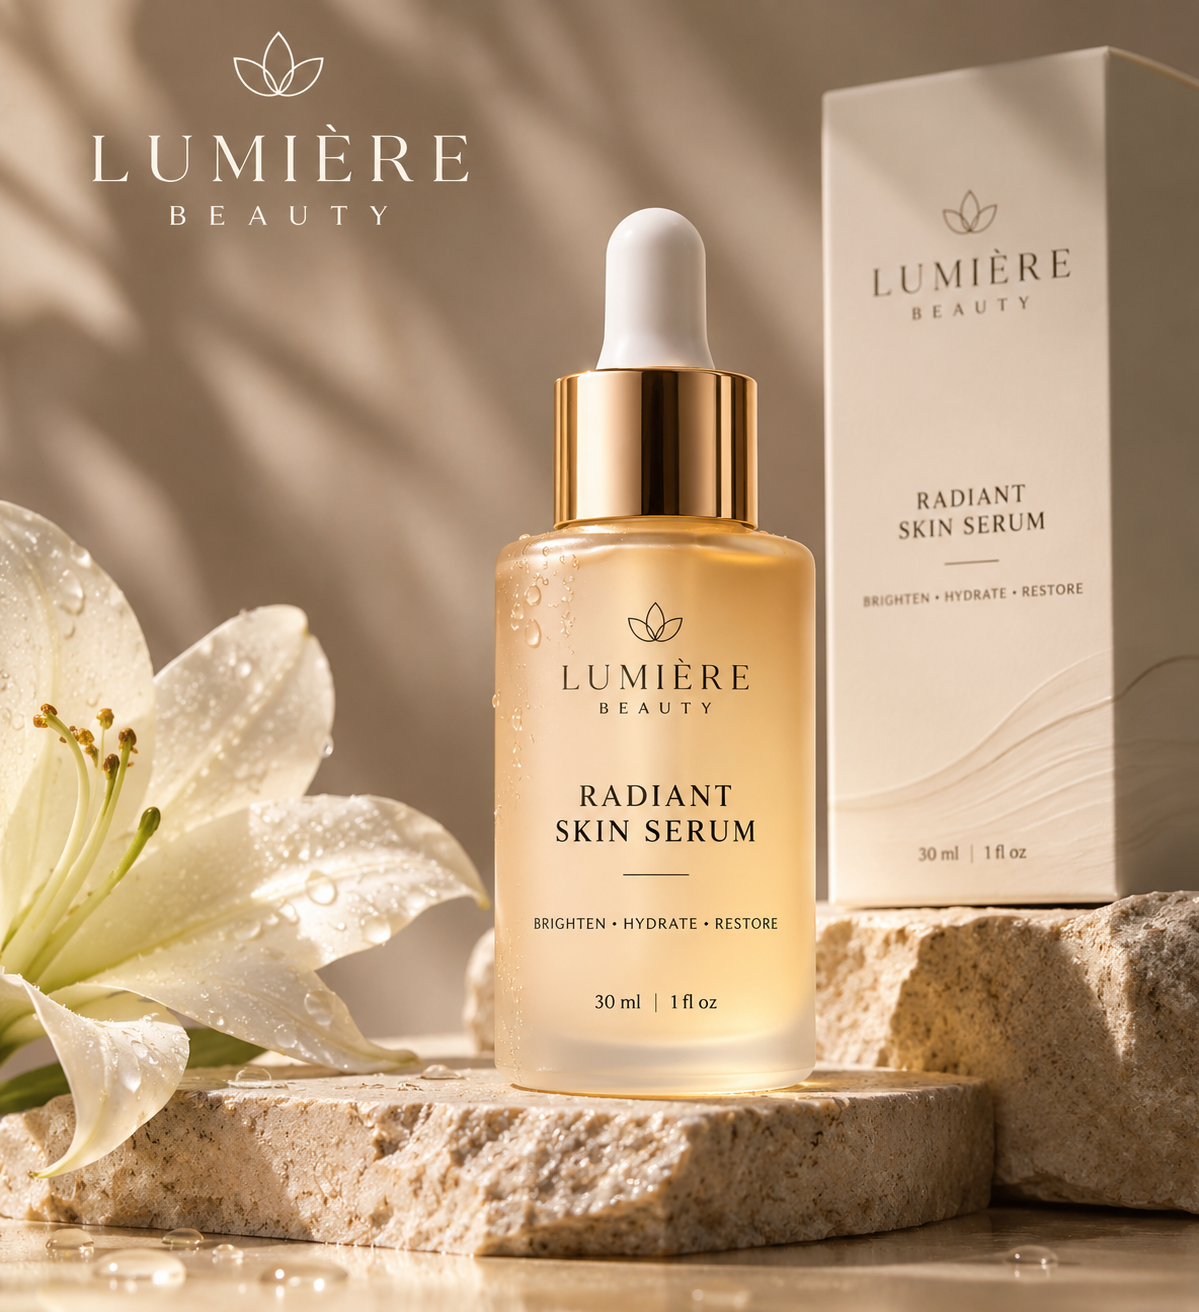 LUMIÈRE
BEAUTY
LUMIÈRE
BEAUTY
RADIANT
SKIN SERUM
BRIGHTEN • HYDRATE • RESTORE
30 ml | 1 fl oz
LUMIÈRE
BEAUTY
RADIANT
SKIN SERUM
BRIGHTEN • HYDRATE • RESTORE
30 ml | 1 fl oz